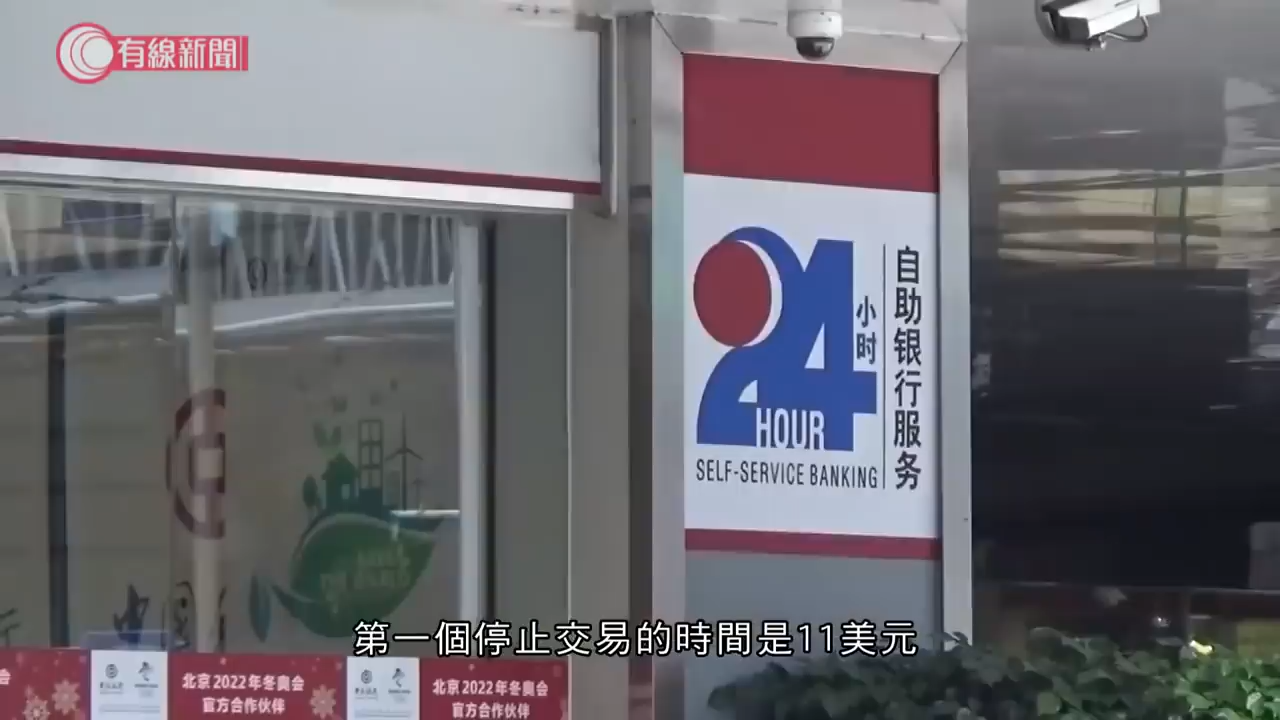 有線新聞
24
小时
HOUR
SELF-SERVICE BANKING
自助银行服务
北京2022年冬奥会
官方合作伙伴
北京2022年冬奥会
官方合作伙伴
第一個停止交易的時間是11美元